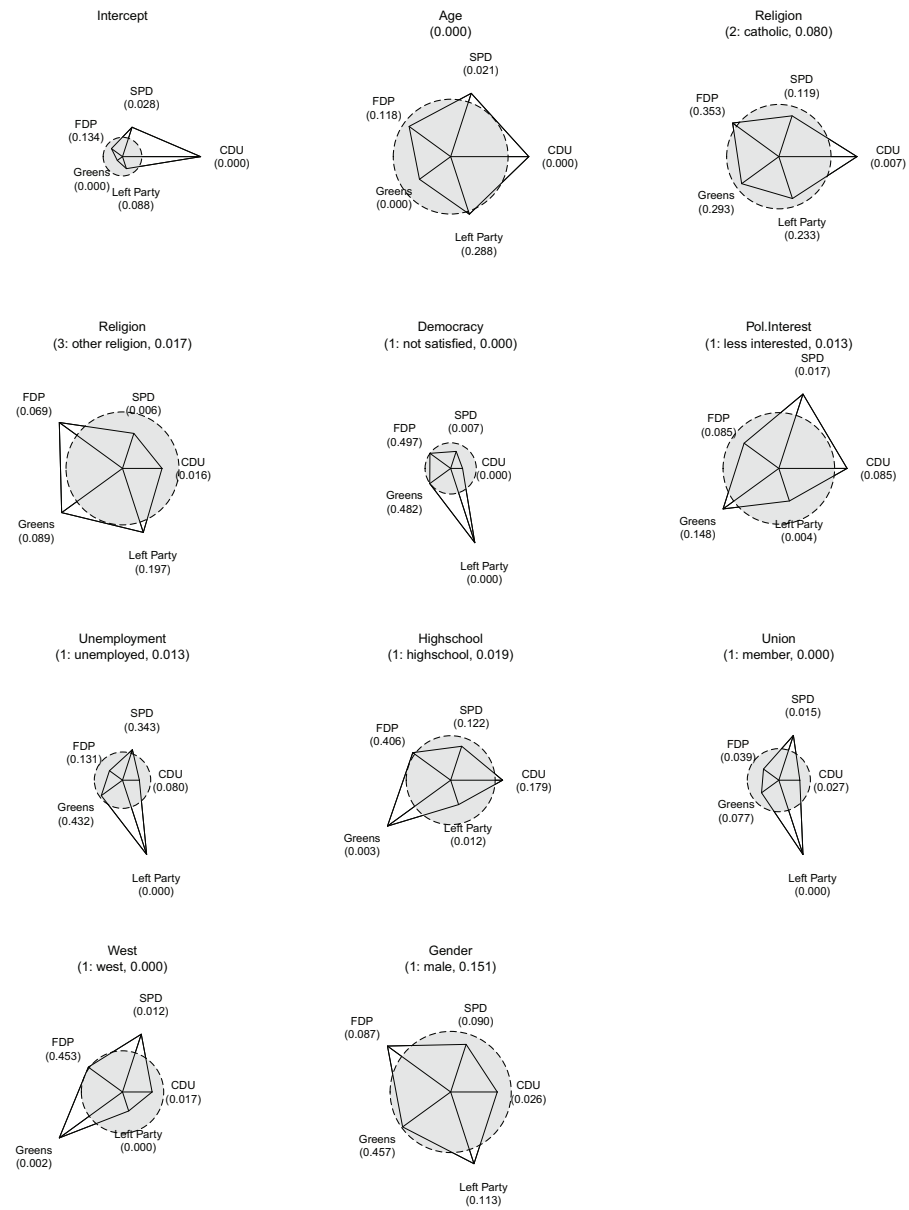 Intercept
SPD
(0.028)
FDP
(0.134)
CDU
(0.000)
Greens
(0.000)
Left Party
(0.088)
Age
(0.000)
SPD
(0.021)
FDP
(0.118)
CDU
(0.000)
Greens
(0.000)
Left Party
(0.288)
Religion
(2: catholic, 0.080)
SPD
(0.119)
FDP
(0.353)
CDU
(0.007)
Greens
(0.293)
Left Party
(0.233)
Religion
(3: other religion, 0.017)
FDP
(0.069)
SPD
(0.006)
CDU
(0.016)
Greens
(0.089)
Left Party
(0.197)
Democracy
(1: not satisfied, 0.000)
SPD
(0.007)
FDP
(0.497)
CDU
(0.000)
Greens
(0.482)
Left Party
(0.000)
Pol.Interest
(1: less interested, 0.013)
SPD
(0.017)
FDP
(0.085)
CDU
(0.085)
Greens
(0.148)
Left Party
(0.004)
Unemployment
(1: unemployed, 0.013)
SPD
(0.343)
FDP
(0.131)
CDU
(0.080)
Greens
(0.432)
Left Party
(0.000)
Highschool
(1: highschool, 0.019)
SPD
(0.122)
FDP
(0.406)
CDU
(0.179)
Greens
(0.003)
Left Party
(0.012)
Union
(1: member, 0.000)
SPD
(0.015)
FDP
(0.039)
CDU
(0.027)
Greens
(0.077)
Left Party
(0.000)
West
(1: west, 0.000)
SPD
(0.012)
FDP
(0.453)
CDU
(0.017)
Greens
(0.002)
Left Party
(0.000)
Gender
(1: male, 0.151)
SPD
(0.090)
FDP
(0.087)
CDU
(0.026)
Greens
(0.457)
Left Party
(0.113)